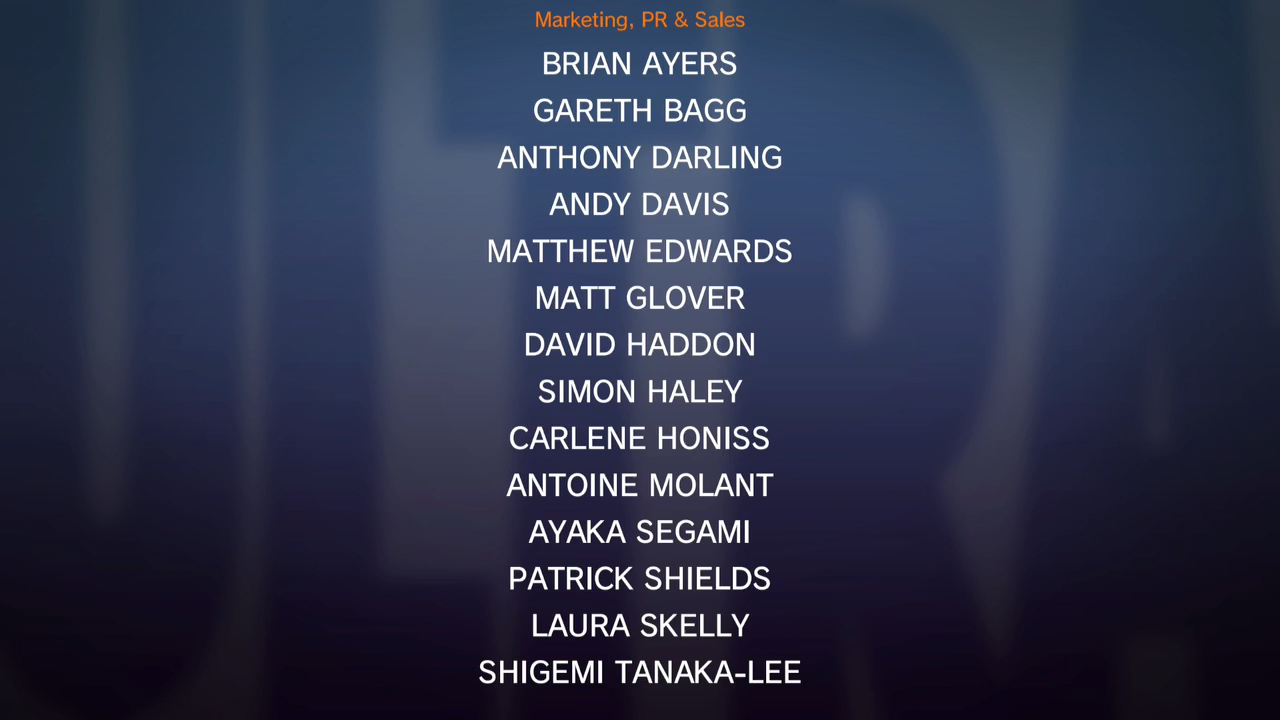 Marketing, PR & Sales
BRIAN AYERS
GARETH BAGG
ANTHONY DARLING
ANDY DAVIS
MATTHEW EDWARDS
MATT GLOVER
DAVID HADDON
SIMON HALEY
CARLENE HONISS
ANTOINE MOLANT
AYAKA SEGAMI
PATRICK SHIELDS
LAURA SKELLY
SHIGEMI TANAKA-LEE